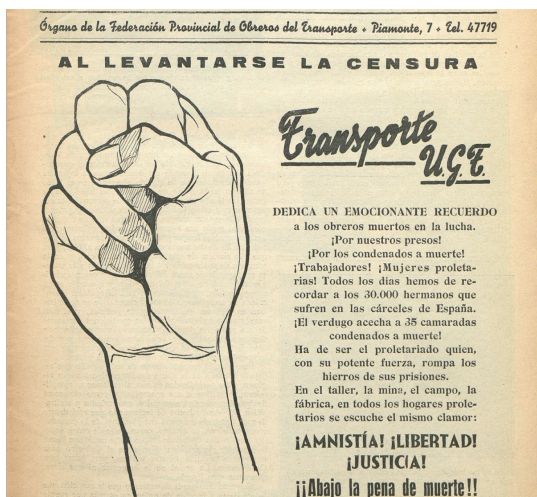 Órgano de la Federación Provincial de Obreros del Transporte • Piamonte, 7 • Tel. 47719
AL LEVANTARSE LA CENSURA
Transporte
U.G.T.
DEDICA UN EMOCIONANTE RECUERDO
a los obreros muertos en la lucha.
¡Por nuestros presos!
¡Por los condenados a muerte!
¡Trabajadores! ¡Mujeres proleta-
rias! Todos los días hemos de re-
cordar a los 30.000 hermanos que
sufren en las cárceles de España.
¡El verdugo acecha a 35 camaradas
condenados a muerte!
Ha de ser el proletariado quien,
con su potente fuerza, rompa los
hierros de sus prisiones.
En el taller, la mina, el campo, la
fábrica, en todos los hogares prole-
tarios se escuche el mismo clamor:
¡AMNISTÍA! ¡LIBERTAD!
¡JUSTICIA!
¡¡Abajo la pena de muerte!!